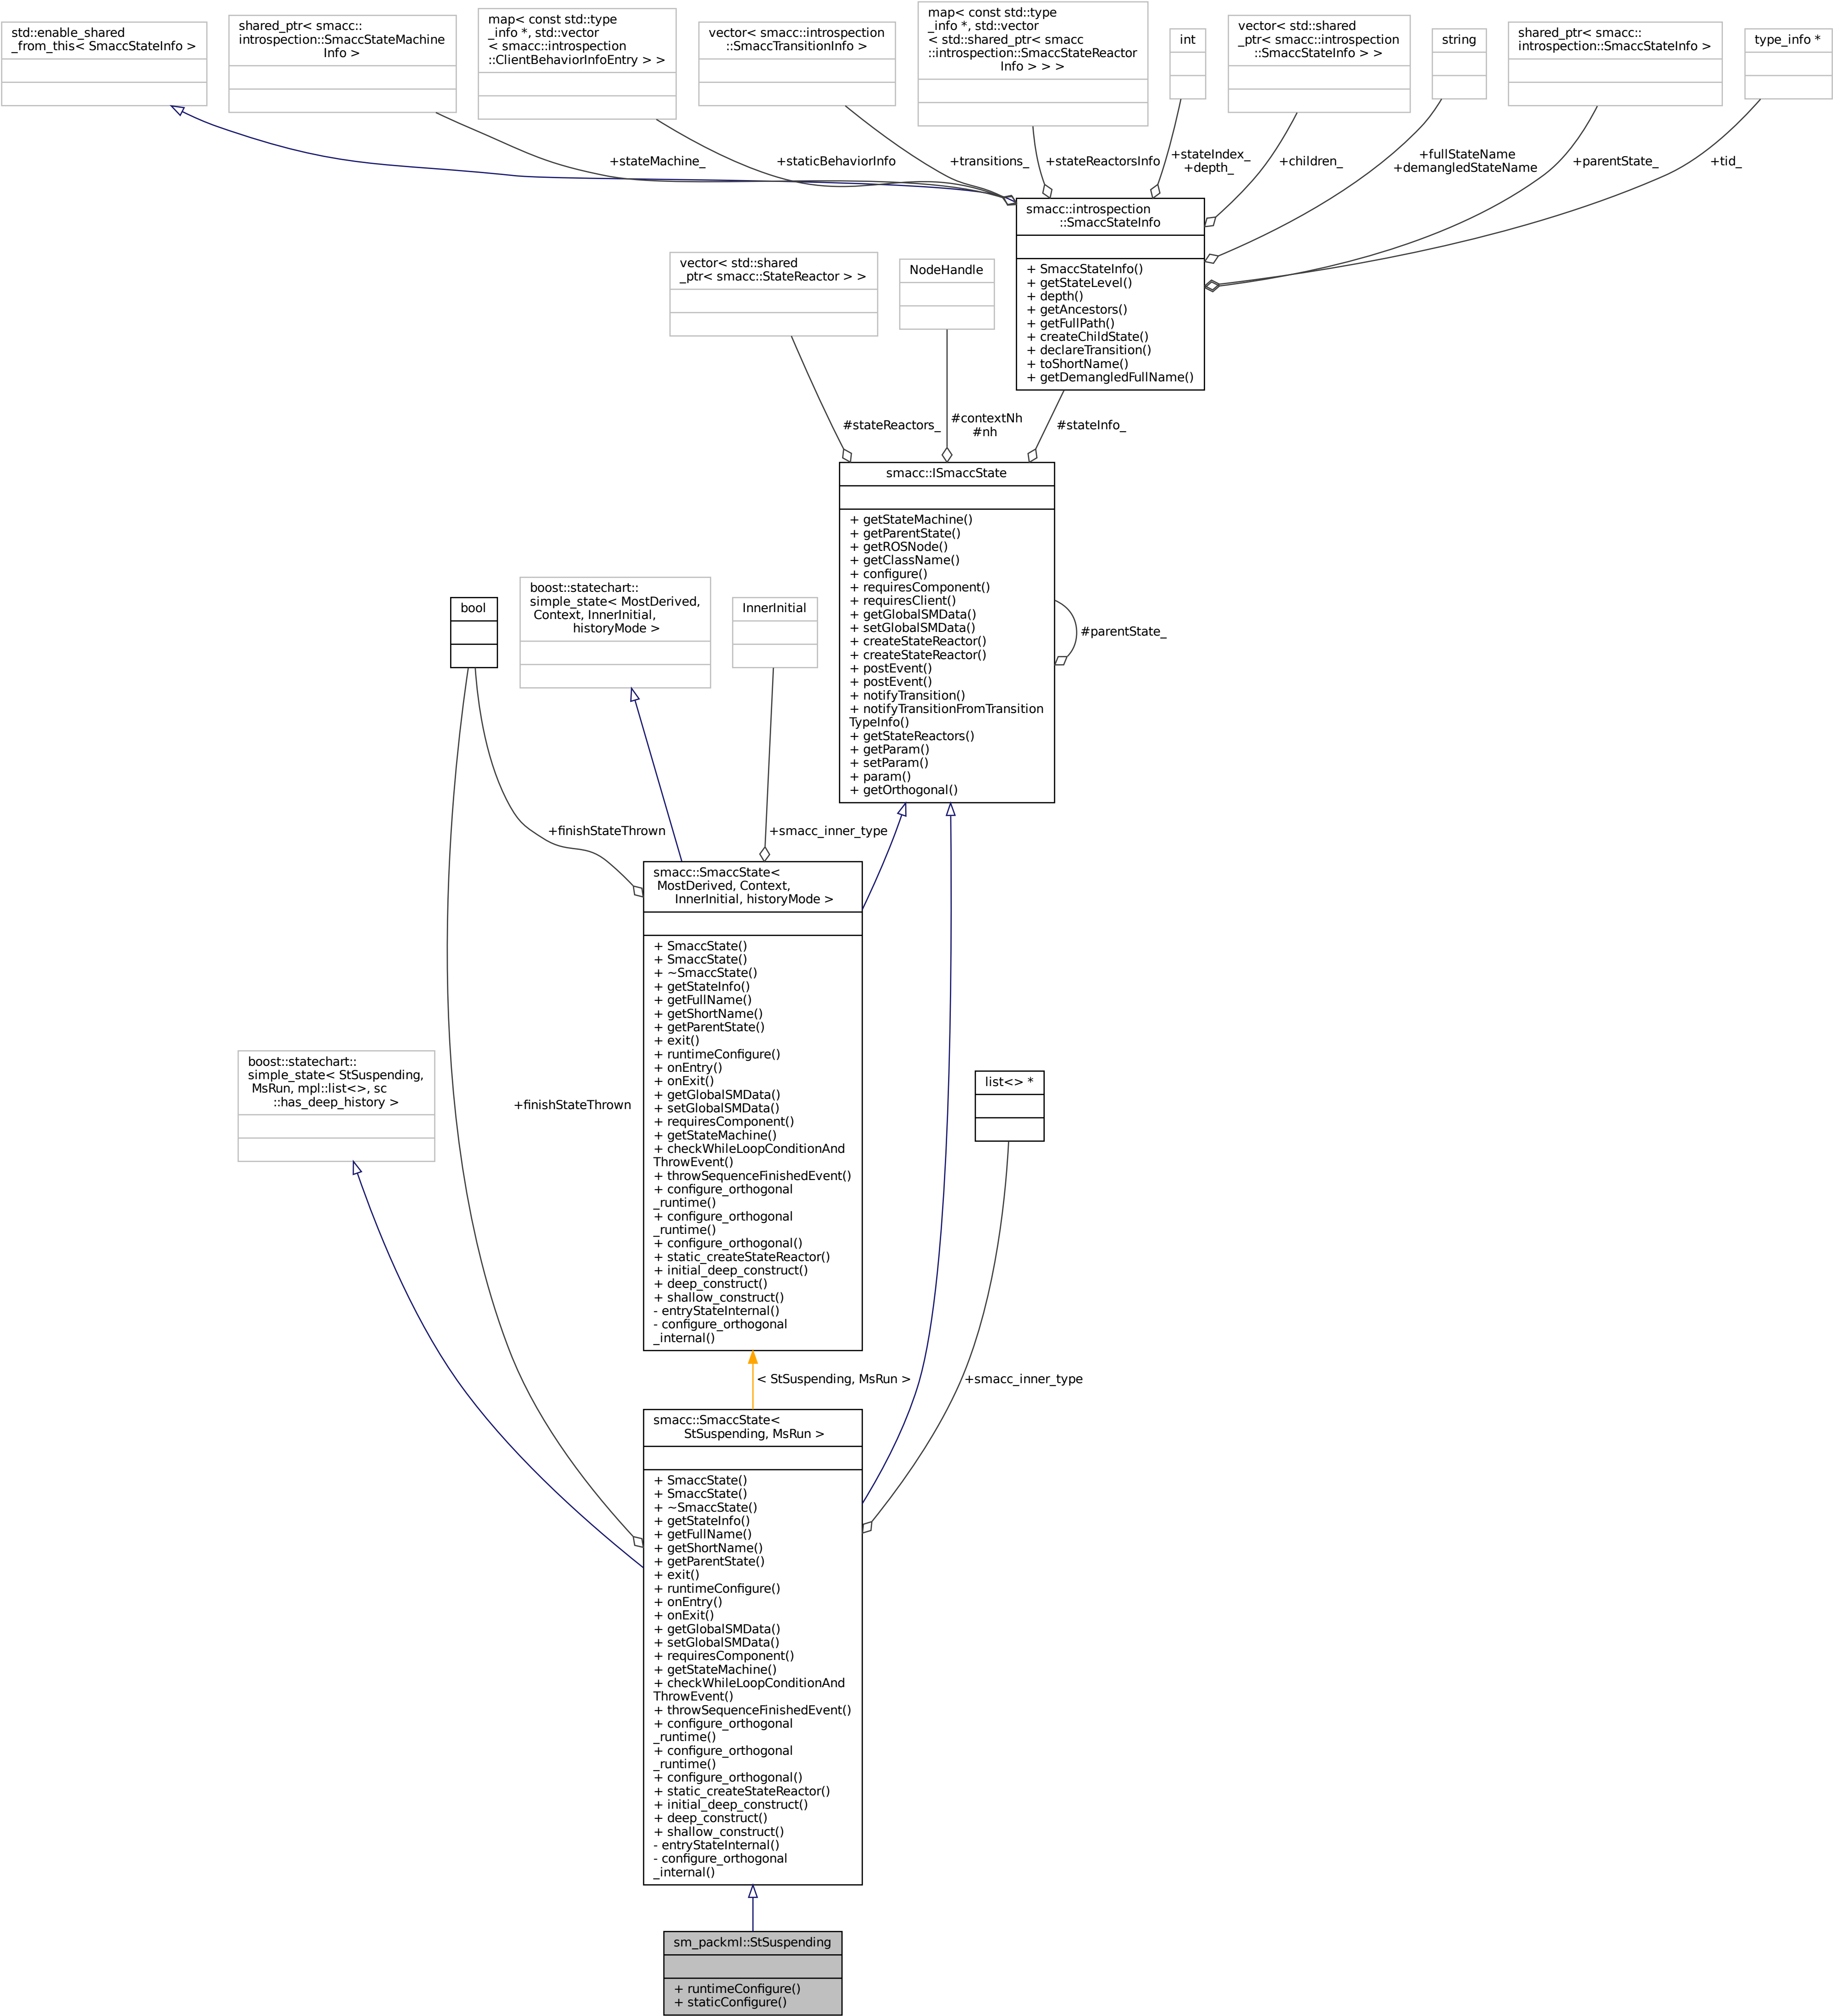 std::enable_shared
_from_this< SmaccStateInfo >
shared_ptr< smacc::
introspection::SmaccStateMachine
Info >
map< const std::type
_info *, std::vector
< smacc::introspection
::ClientBehaviorInfoEntry > >
vector< smacc::introspection
::SmaccTransitionInfo >
map< const std::type
_info *, std::vector
< std::shared_ptr< smacc
::introspection::SmaccStateReactor
Info > > >
int
vector< std::shared
_ptr< smacc::introspection
::SmaccStateInfo > >
string
shared_ptr< smacc::
introspection::SmaccStateInfo >
type_info *
+stateMachine_
+staticBehaviorInfo
+transitions_
+stateReactorsInfo
+stateIndex_
+depth_
+children_
+fullStateName
+demangledStateName
+parentState_
+tid_
smacc::introspection
::SmaccStateInfo
+ SmaccStateInfo()
+ getStateLevel()
+ depth()
+ getAncestors()
+ getFullPath()
+ createChildState()
+ declareTransition()
+ toShortName()
+ getDemangledFullName()
vector< std::shared
_ptr< smacc::StateReactor > >
NodeHandle
#stateReactors_
#contextNh
#nh
#stateInfo_
smacc::ISmaccState
+ getStateMachine()
+ getParentState()
+ getROSNode()
+ getClassName()
+ configure()
+ requiresComponent()
+ requiresClient()
+ getGlobalSMData()
+ setGlobalSMData()
+ createStateReactor()
+ createStateReactor()
+ postEvent()
+ postEvent()
+ notifyTransition()
+ notifyTransitionFromTransition
TypeInfo()
+ getStateReactors()
+ getParam()
+ setParam()
+ param()
+ getOrthogonal()
#parentState_
bool
boost::statechart::
simple_state< MostDerived,
Context, InnerInitial,
historyMode >
InnerInitial
+finishStateThrown
+smacc_inner_type
smacc::SmaccState<
MostDerived, Context,
InnerInitial, historyMode >
+ SmaccState()
+ SmaccState()
+ ~SmaccState()
+ getStateInfo()
+ getFullName()
+ getShortName()
+ getParentState()
+ exit()
+ runtimeConfigure()
+ onEntry()
+ onExit()
+ getGlobalSMData()
+ setGlobalSMData()
+ requiresComponent()
+ getStateMachine()
+ checkWhileLoopConditionAnd
ThrowEvent()
+ throwSequenceFinishedEvent()
+ configure_orthogonal
_runtime()
+ configure_orthogonal
_runtime()
+ configure_orthogonal()
+ static_createStateReactor()
+ initial_deep_construct()
+ deep_construct()
+ shallow_construct()
- entryStateInternal()
- configure_orthogonal
_internal()
boost::statechart::
simple_state< StSuspending,
MsRun, mpl::list<>, sc
::has_deep_history >
+finishStateThrown
list<> *
< StSuspending, MsRun >
+smacc_inner_type
smacc::SmaccState<
StSuspending, MsRun >
+ SmaccState()
+ SmaccState()
+ ~SmaccState()
+ getStateInfo()
+ getFullName()
+ getShortName()
+ getParentState()
+ exit()
+ runtimeConfigure()
+ onEntry()
+ onExit()
+ getGlobalSMData()
+ setGlobalSMData()
+ requiresComponent()
+ getStateMachine()
+ checkWhileLoopConditionAnd
ThrowEvent()
+ throwSequenceFinishedEvent()
+ configure_orthogonal
_runtime()
+ configure_orthogonal
_runtime()
+ configure_orthogonal()
+ static_createStateReactor()
+ initial_deep_construct()
+ deep_construct()
+ shallow_construct()
- entryStateInternal()
- configure_orthogonal
_internal()
sm_packml::StSuspending
+ runtimeConfigure()
+ staticConfigure()